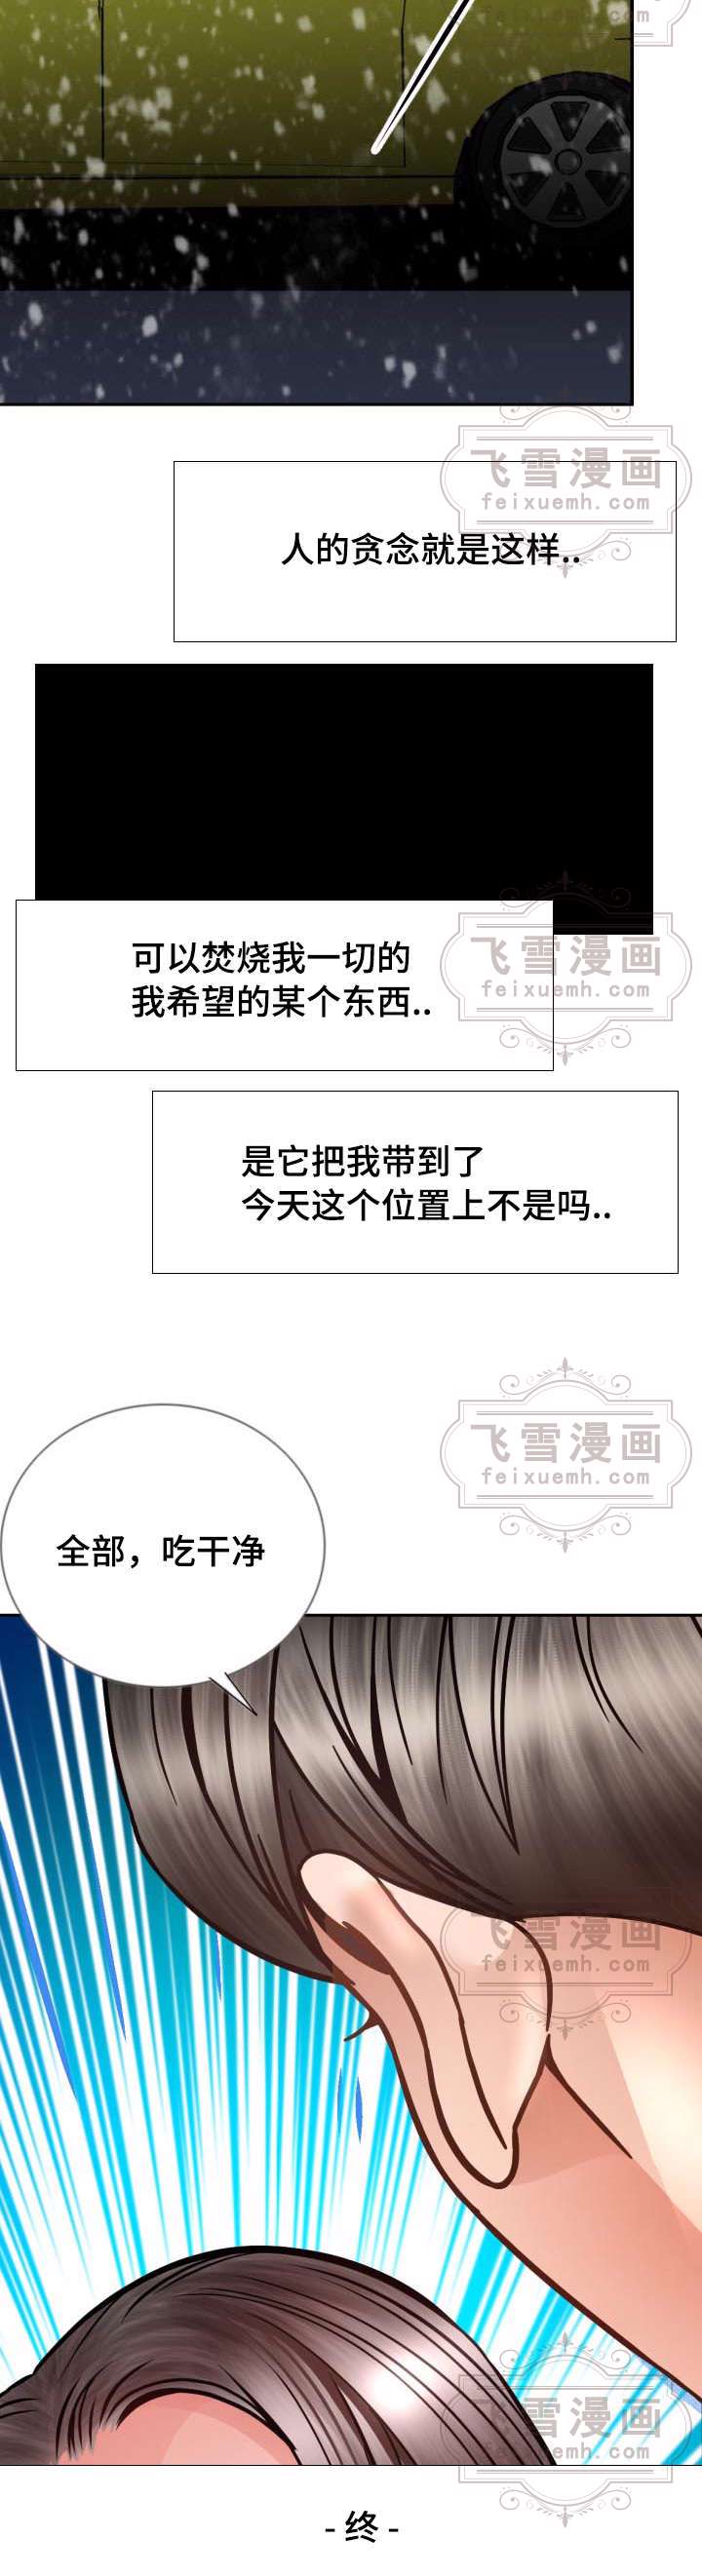 飞雪漫画
feixuemh.com
人的贪念就是这样..
飞雪漫画
feixuemh.com
可以焚烧我一切的
我希望的某个东西..
是它把我带到了
今天这个位置上不是吗..
飞雪漫画
feixuemh.com
全部，吃干净
飞雪漫画
feixuemh.com
飞雪漫画
feixuemh.com
- 终 -